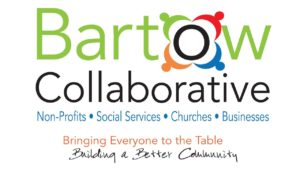 Bartow
Collaborative
Non-Profits • Social Services • Churches • Businesses
Bringing Everyone to the Table
Building a Better Community